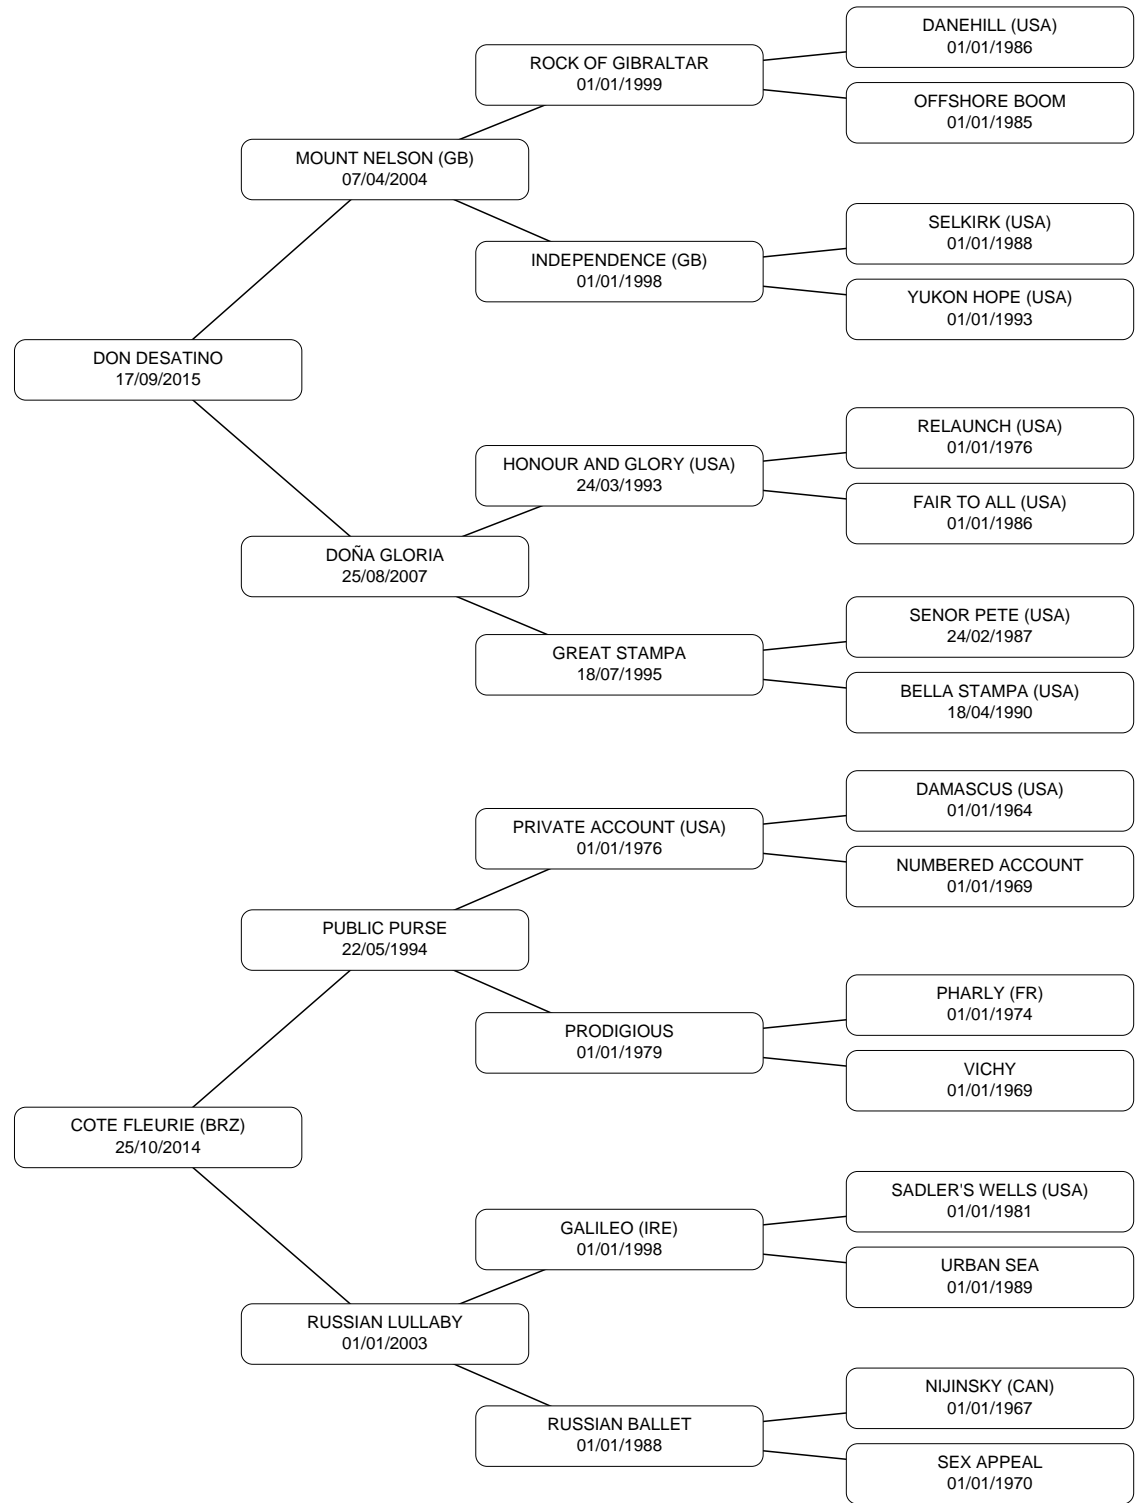 DANEHILL (USA)
01/01/1986
ROCK OF GIBRALTAR
01/01/1999
OFFSHORE BOOM
01/01/1985
MOUNT NELSON (GB)
07/04/2004
SELKIRK (USA)
01/01/1988
INDEPENDENCE (GB)
01/01/1998
YUKON HOPE (USA)
01/01/1993
DON DESATINO
17/09/2015
RELAUNCH (USA)
01/01/1976
HONOUR AND GLORY (USA)
24/03/1993
FAIR TO ALL (USA)
01/01/1986
DOÑA GLORIA
25/08/2007
SENOR PETE (USA)
24/02/1987
GREAT STAMPA
18/07/1995
BELLA STAMPA (USA)
18/04/1990
DAMASCUS (USA)
01/01/1964
PRIVATE ACCOUNT (USA)
01/01/1976
NUMBERED ACCOUNT
01/01/1969
PUBLIC PURSE
22/05/1994
PHARLY (FR)
01/01/1974
PRODIGIOUS
01/01/1979
VICHY
01/01/1969
COTE FLEURIE (BRZ)
25/10/2014
SADLER'S WELLS (USA)
01/01/1981
GALILEO (IRE)
01/01/1998
URBAN SEA
01/01/1989
RUSSIAN LULLABY
01/01/2003
NIJINSKY (CAN)
01/01/1967
RUSSIAN BALLET
01/01/1988
SEX APPEAL
01/01/1970